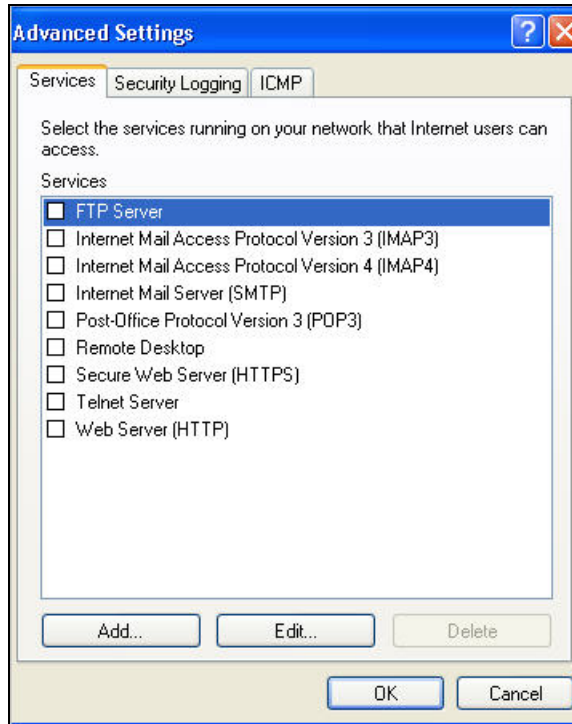 Advanced Settings
?
X
Services
Security Logging
ICMP
Select the services running on your network that Internet users can
access.
Services
FTP Server
Internet Mail Access Protocol Version 3 (IMAP3)
Internet Mail Access Protocol Version 4 (IMAP4)
Internet Mail Server (SMTP)
Post-Office Protocol Version 3 (POP3)
Remote Desktop
Secure Web Server (HTTPS)
Telnet Server
Web Server (HTTP)
Add...
Edit...
Delete
OK
Cancel